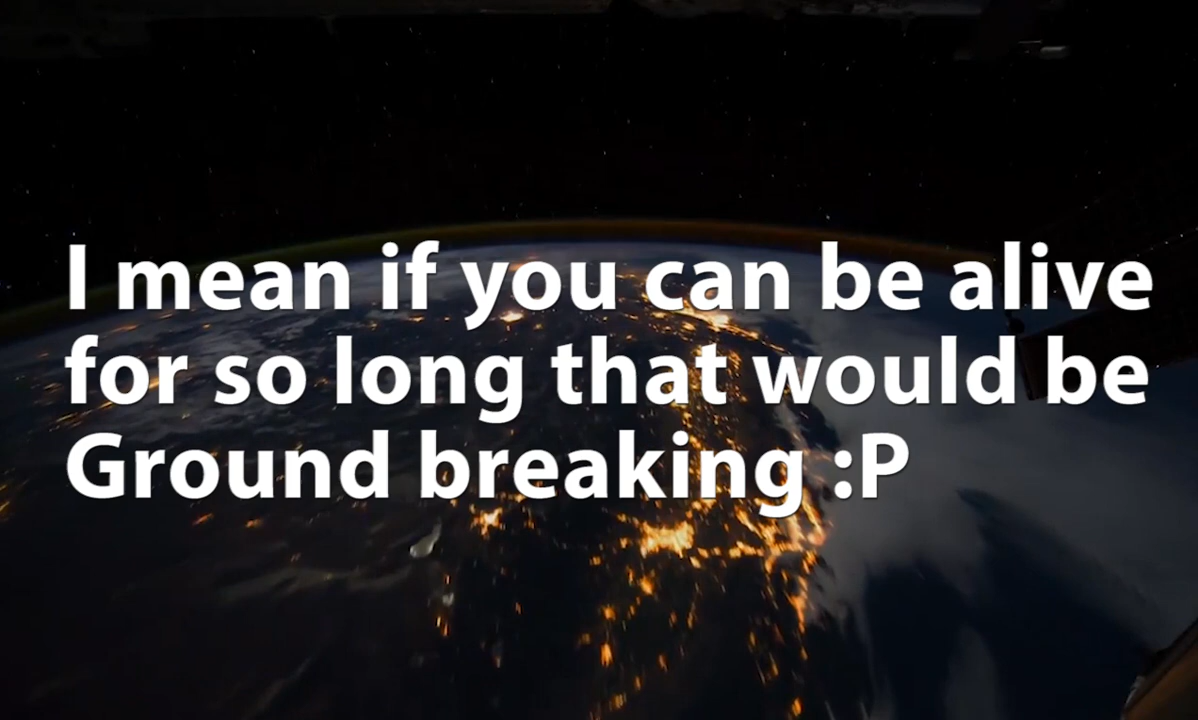 I mean if you can be alive
for so long that would be
Ground breaking :P